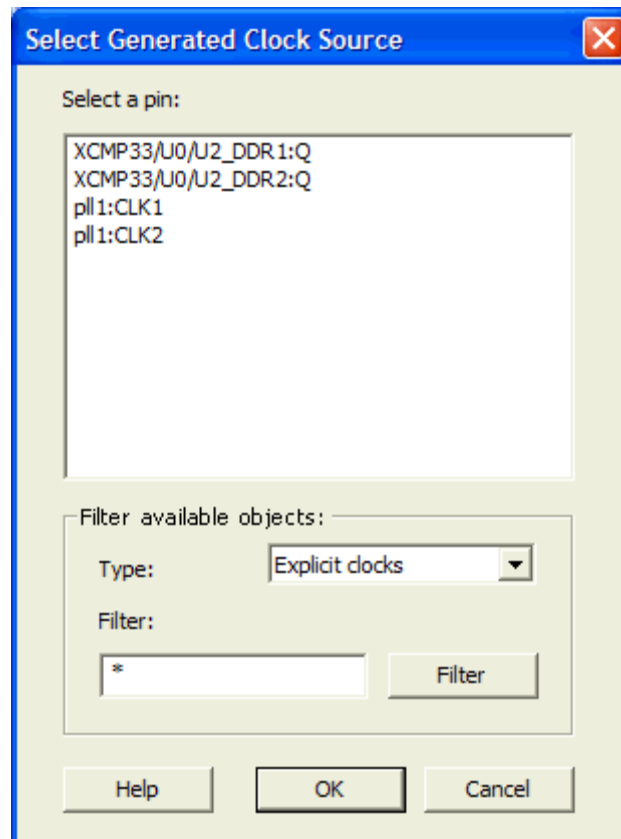 Select Generated Clock Source
Select a pin:
XCMP33/U0/U2_DDR1:Q
XCMP33/U0/U2_DDR2:Q
pll1:CLK1
pll1:CLK2
Filter available objects:
Type: Explicit clocks
Filter:
* Filter
Help OK Cancel